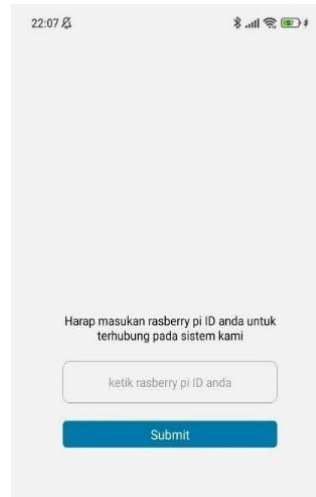 22:07
Harap masukan rasberry pi ID anda untuk
terhubung pada sistem kami
ketik rasberry pi ID anda
Submit